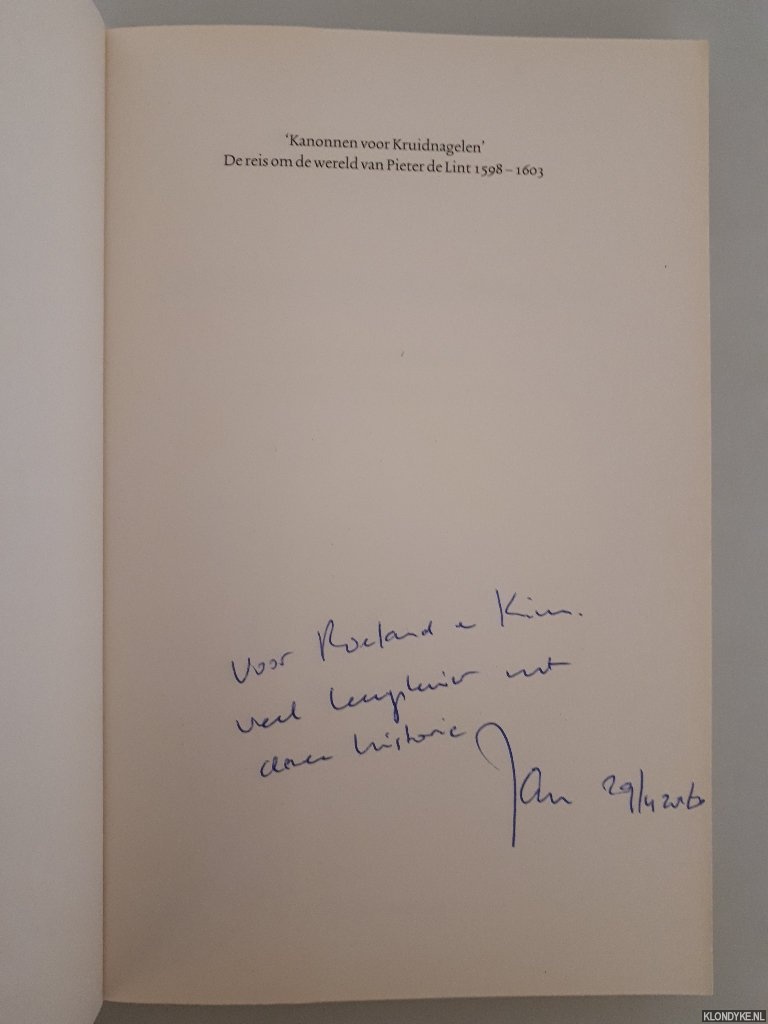 ‘Kanonnen voor Kruidnagelen’
De reis om de wereld van Pieter de Lint 1598 – 1603
Voor Roeland en Kim.
veel leesplezier met
deze historie
Jan 29/4 2016
KLONDYKE.NL